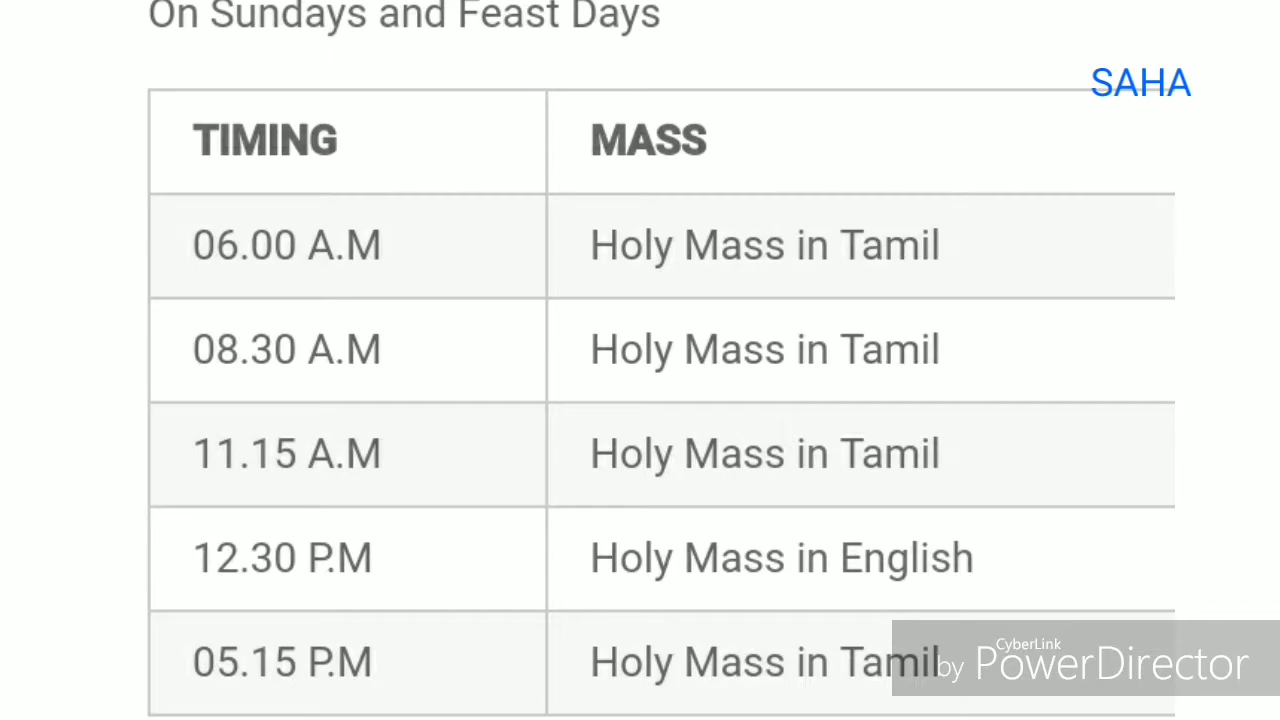 On Sundays and Feast Days
SAHA
TIMING MASS
06.00 A.M Holy Mass in Tamil
08.30 A.M Holy Mass in Tamil
11.15 A.M Holy Mass in Tamil
12.30 P.M Holy Mass in English
05.15 P.M Holy Mass in Tamil
CyberLink
by PowerDirector